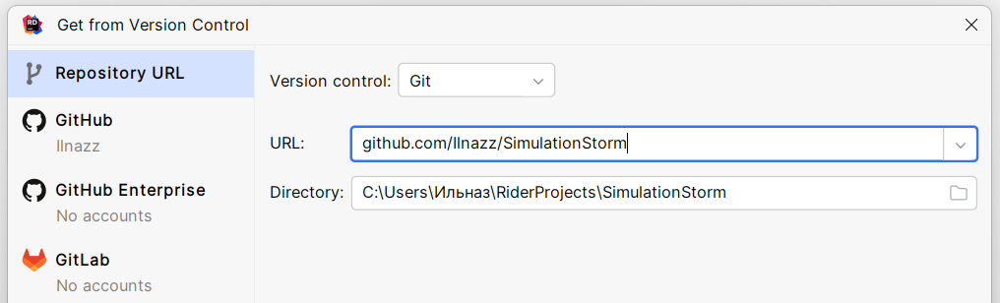 RD
Get from Version Control
Repository URL
GitHub
Ilnazz
GitHub Enterprise
No accounts
GitLab
No accounts
Version control: Git
URL: github.com/Ilnazz/SimulationStorm
Directory: C:\Users\Ильназ\RiderProjects\SimulationStorm